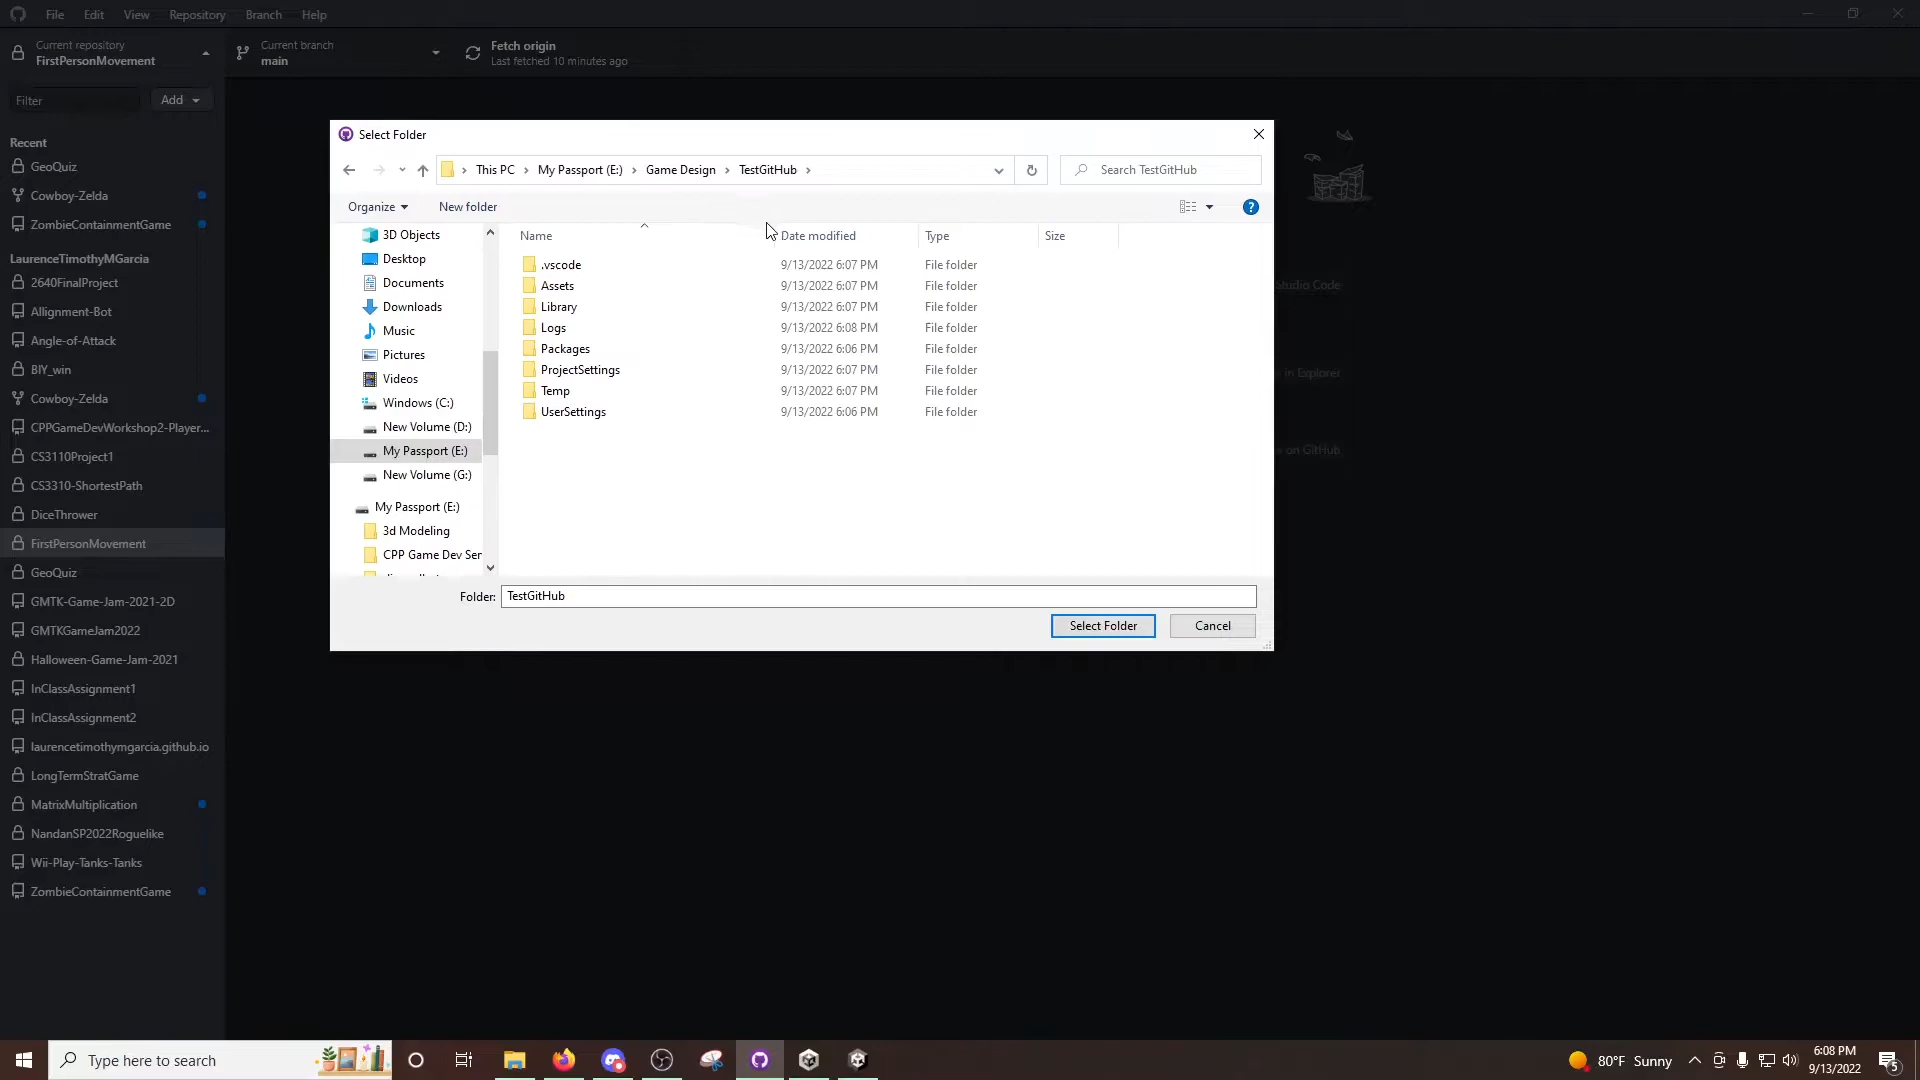 File Edit View Repository Branch Help
Current repository
FirstPersonMovement
Current branch
main
Fetch origin
Last fetched 10 minutes ago
Filter
Add
Recent
GeoQuiz
Cowboy-Zelda
ZombieContainmentGame
LaurenceTimothyMGarcia
2640FinalProject
Allignment-Bot
Angle-of-Attack
BIY_win
Cowboy-Zelda
CPPGameDevWorkshop2-Player...
CS3110Project1
CS3310-ShortestPath
DiceThrower
FirstPersonMovement
GeoQuiz
GMTK-Game-Jam-2021-2D
GMTKGameJam2022
Halloween-Game-Jam-2021
InClassAssignment1
InClassAssignment2
laurencetimothymgarcia.github.io
LongTermStratGame
MatrixMultiplication
NandanSP2022Roguelike
Wii-Play-Tanks-Tanks
ZombieContainmentGame
Select Folder
This PC › My Passport (E:) › Game Design › TestGitHub ›
Search TestGitHub
Organize New folder
?
3D Objects
Desktop
Documents
Downloads
Music
Pictures
Videos
Windows (C:)
New Volume (D:)
My Passport (E:)
New Volume (G:)
My Passport (E:)
3d Modeling
CPP Game Dev Ser
Name Date modified Type Size
.vscode 9/13/2022 6:07 PM File folder
Assets 9/13/2022 6:07 PM File folder
Library 9/13/2022 6:07 PM File folder
Logs 9/13/2022 6:08 PM File folder
Packages 9/13/2022 6:06 PM File folder
ProjectSettings 9/13/2022 6:07 PM File folder
Temp 9/13/2022 6:07 PM File folder
UserSettings 9/13/2022 6:06 PM File folder
Folder: TestGitHub
Select Folder Cancel
Studio Code
in Explorer
on GitHub
Type here to search
80°F Sunny
6:08 PM
9/13/2022
5